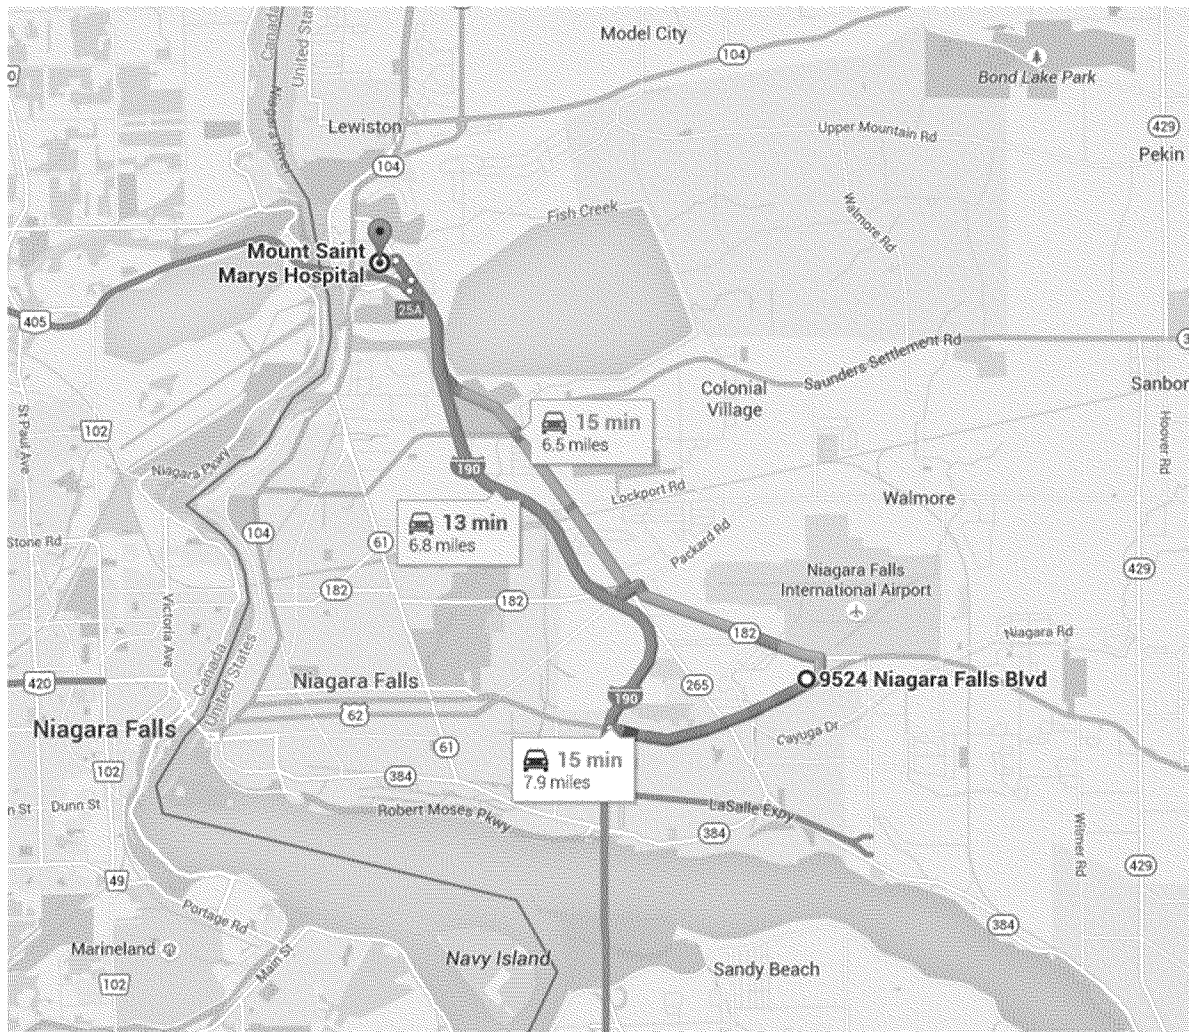 Model City
104
Bond Lake Park
Canada
United State
Niagara River
Lewiston
Upper Mountain Rd
429
Pekin
104
Fish Creek
Walmore Rd
Mount Saint
Marys Hospital
25A
405
Saunders Settlement Rd
Colonial
Village
Sanbor
St Paul Ave
102
15 min
6.5 miles
Hoover Rd
Niagara Pkwy
190
Lockport Rd
Walmore
13 min
6.8 miles
Stone Rd
104
61
Packard Rd
Niagara Falls
International Airport
429
182
182
Victoria Ave
182
Niagara Rd
Canada
United States
420
Niagara Falls
265
9524 Niagara Falls Blvd
190
62
Niagara Falls
61
Cayuga Dr
15 min
7.9 miles
102
384
n St
Dunn St
Robert Moses Pkwy
LaSalle Expy
384
Witmer Rd
429
49
Portage Rd
384
Marineland
Main St
Navy Island
Sandy Beach
102